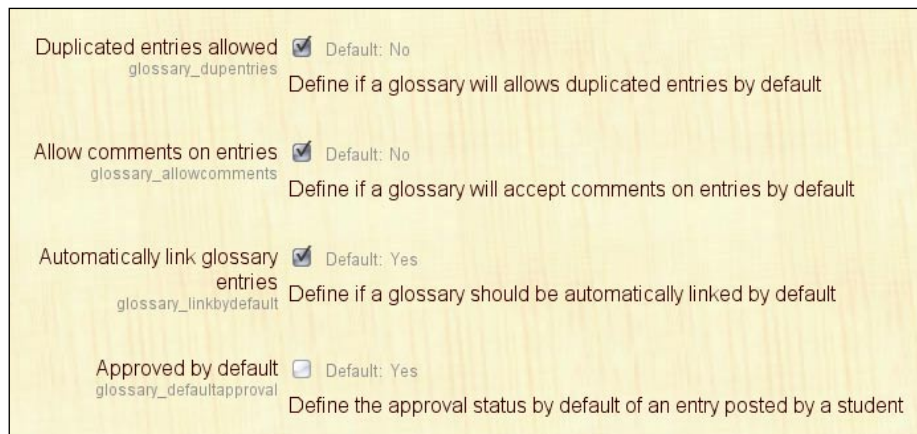 Duplicated entries allowed Default: No
glossary_dupentries
Define if a glossary will allows duplicated entries by default
Allow comments on entries Default: No
glossary_allowcomments
Define if a glossary will accept comments on entries by default
Automatically link glossary Default: Yes
entries
glossary_linkbydefault
Define if a glossary should be automatically linked by default
Approved by default Default: Yes
glossary_defaultapproval
Define the approval status by default of an entry posted by a student